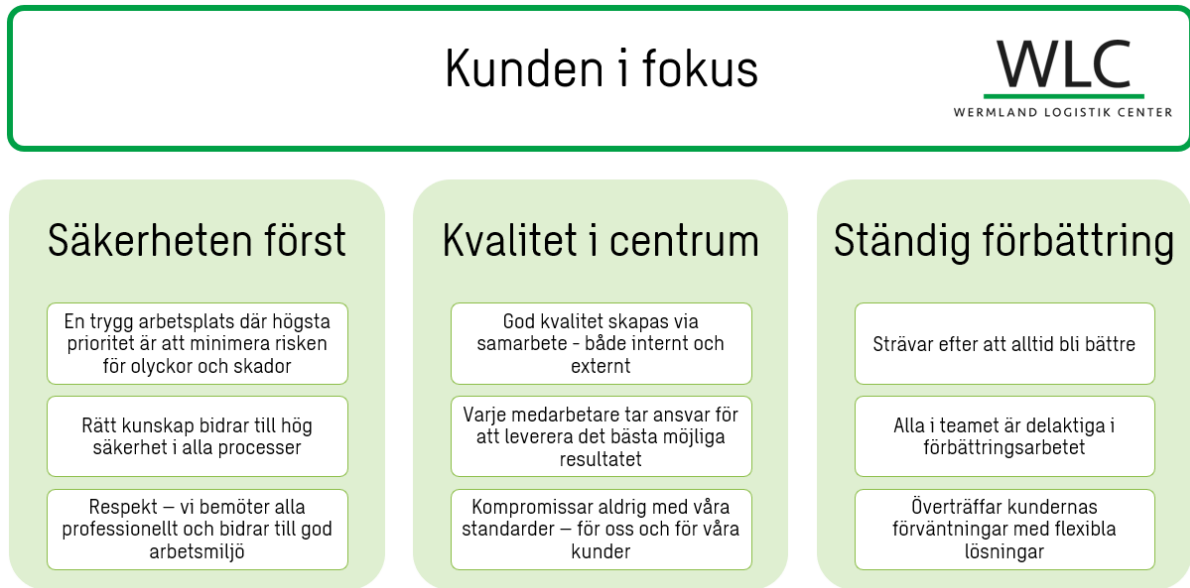 Kunden i fokus
WLC
WERMLAND LOGISTIK CENTER
Säkerheten först
En trygg arbetsplats där högsta
prioritet är att minimera risken
för olyckor och skador
Rätt kunskap bidrar till hög
säkerhet i alla processer
Respekt – vi bemöter alla
professionellt och bidrar till god
arbetsmiljö
Kvalitet i centrum
God kvalitet skapas via
samarbete - både internt och
externt
Varje medarbetare tar ansvar för
att leverera det bästa möjliga
resultatet
Kompromissar aldrig med våra
standarder – för oss och för våra
kunder
Ständig förbättring
Strävar efter att alltid bli bättre
Alla i teamet är delaktiga i
förbättringsarbetet
Överträffar kundernas
förväntningar med flexibla
lösningar